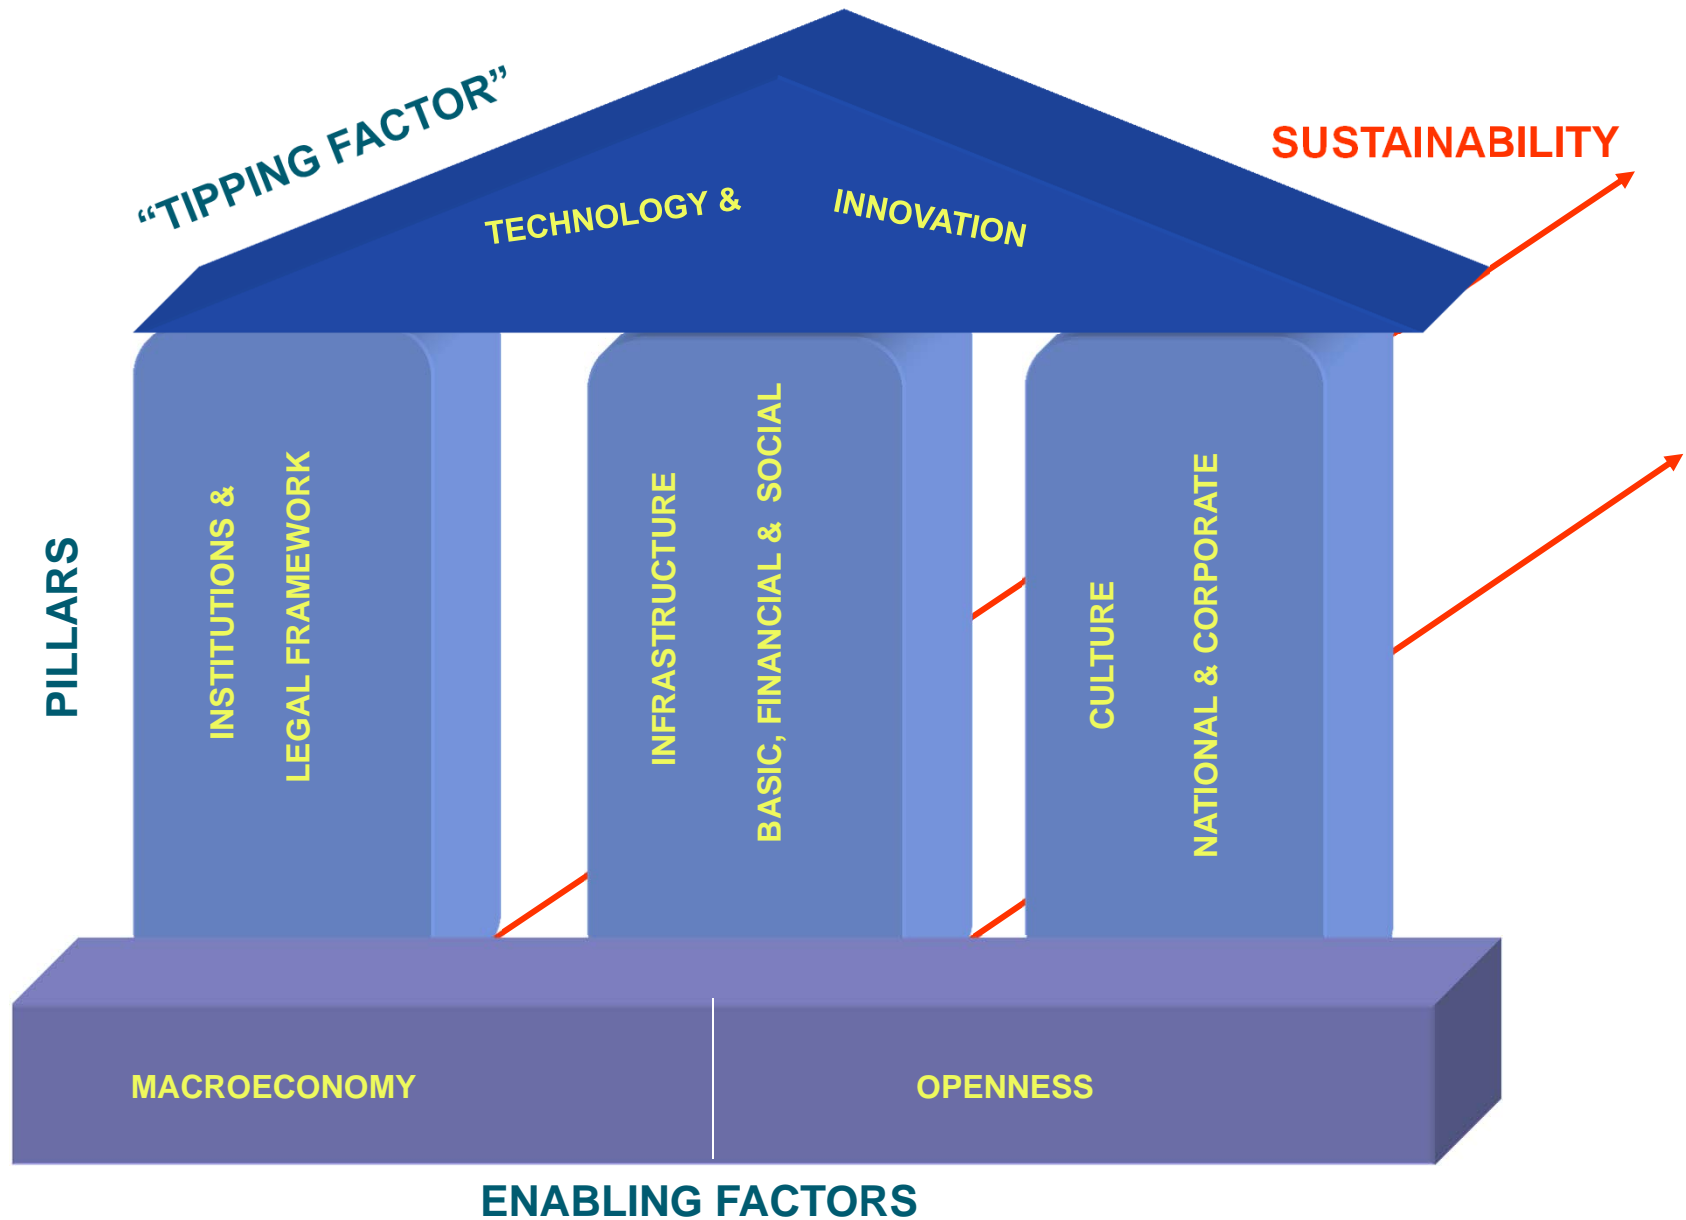 “TIPPING FACTOR”
SUSTAINABILITY
TECHNOLOGY & INNOVATION
PILLARS
INSTITUTIONS &
LEGAL FRAMEWORK
INFRASTRUCTURE
BASIC, FINANCIAL & SOCIAL
CULTURE
NATIONAL & CORPORATE
MACROECONOMY
OPENNESS
ENABLING FACTORS